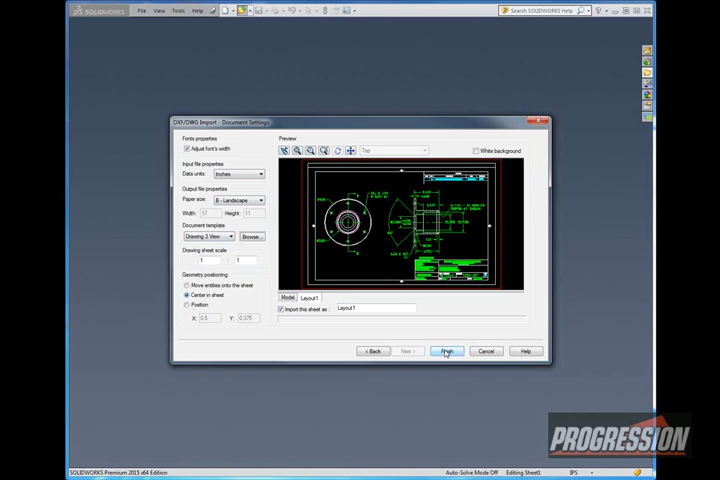 SOLIDWORKS File Edit View Tools Help
Search SOLIDWORKS Help
DXF/DWG Import - Document Settings
Fonts properties
Adjust font's width
Input file properties
Data units: Inches
Output file properties
Paper size: B - Landscape
Width: 17 Height: 11
Document template
Drawing 3 View Browse...
Drawing sheet scale
1 : 1
Geometry positioning
Move entities onto the sheet
Center in sheet
Position
X: 0.5 Y: 0.375
Preview
Top White background
Model Layout1
Import this sheet as : Layout1
< Back Next > Finish Cancel Help
PROGRESSION
SOLIDWORKS Premium 2015 x64 Edition Auto-Solve Mode Off Editing Sheet1 IPS